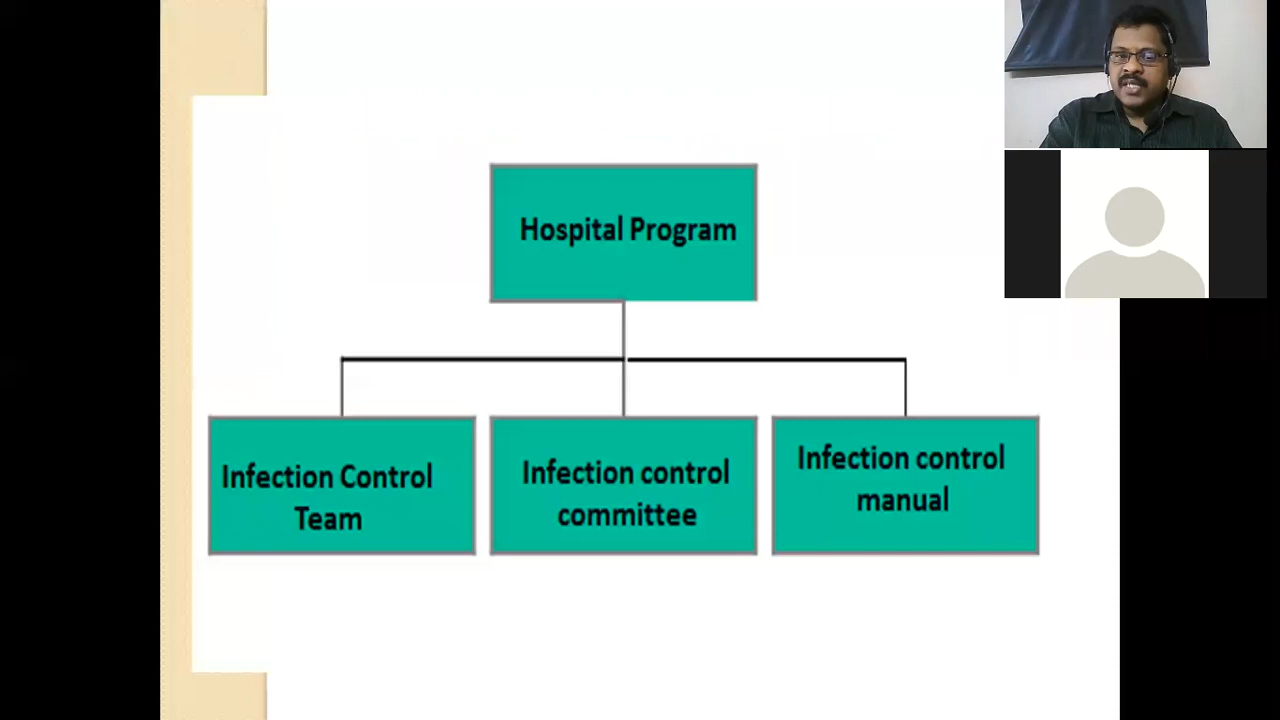 Hospital Program
Infection Control
Team
Infection control
committee
Infection control
manual